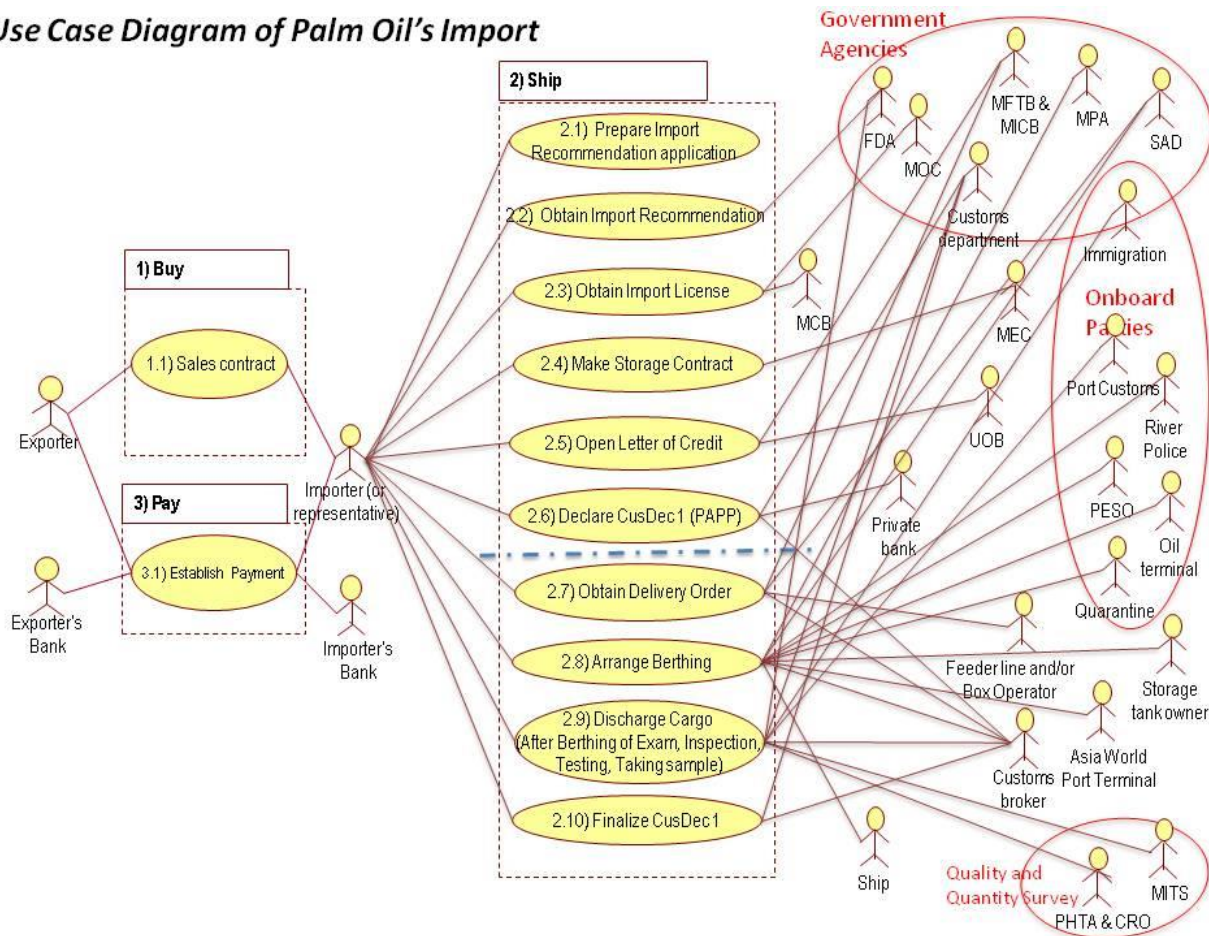 Use Case Diagram of Palm Oil's Import
Government
Agencies
2) Ship
2.1) Prepare Import
Recommendation application
FDA
MOC
MFTB &
MICB
MPA
SAD
2.2) Obtain Import Recommendation
Customs
department
Immigration
1) Buy
2.3) Obtain Import License
MCB
MEC
Onboard
Parties
1.1) Sales contract
2.4) Make Storage Contract
Port Customs
Exporter
River
Police
2.5) Open Letter of Credit
UOB
Importer (or
representative)
3) Pay
2.6) Declare CusDec1 (PAPP)
Private
bank
PESO
Oil
terminal
3.1) Establish Payment
2.7) Obtain Delivery Order
Quarantine
Exporter's
Bank
Importer's
Bank
2.8) Arrange Berthing
Feeder line and/or
Box Operator
Storage
tank owner
2.9) Discharge Cargo
(After Berthing of Exam, Inspection,
Testing, Taking sample)
Customs
broker
Asia World
Port Terminal
2.10) Finalize CusDec1
Ship
Quality and
Quantity Survey
PHTA & CRO
MITS